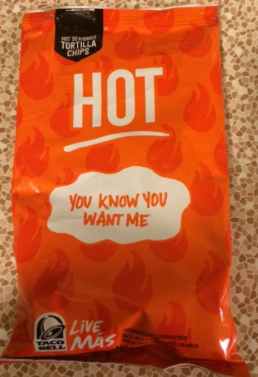 HOT SEASONED
TORTILLA
CHIPS
HOT
YOU KNOW YOU
WANT ME
TACO
BELL
LIVE
MÁS